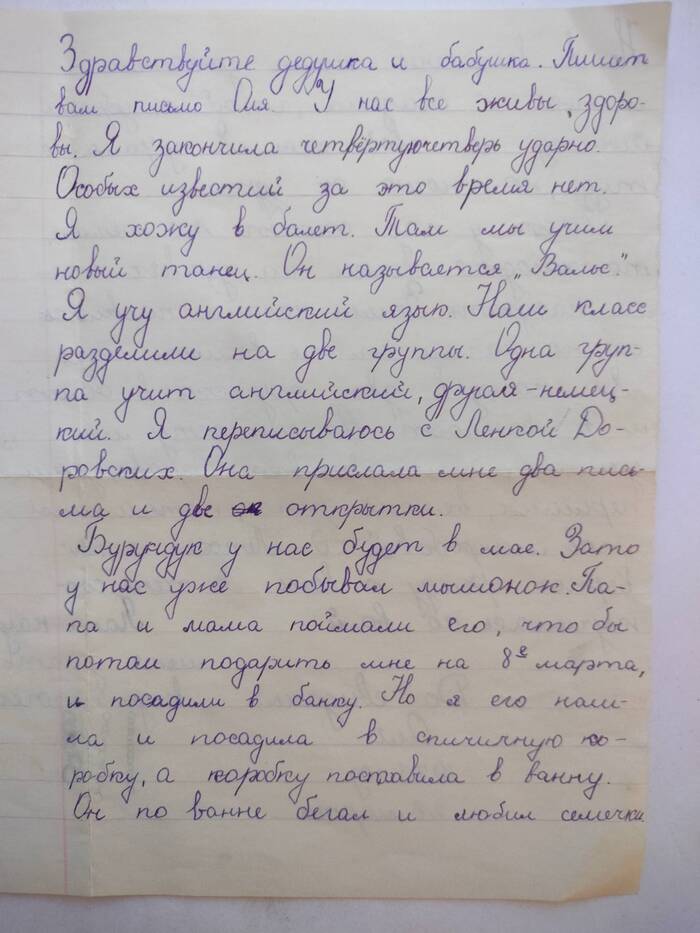 Здравствуйте дедушка и бабушка. Пишет
вам письмо Оля. У нас все живы, здоро-
вы. Я закончила четвёртуючетверь ударно.
Особых известий за это время нет.
Я хожу в балет. Там мы учим
новый танец. Он называется „Вальс".
Я учу английский язык. Наш класс
разделили на две группы. Одна груп-
па учит английский, другая-немец-
кий. Я переписываюсь с Ленкой До-
ровских. Она прислала мне два пись-
ма и две открытки.
Бурундук у нас будет в мае. Зато
у нас уже побывал мышонок. Па-
па и мама поймали его, что бы
потом подарить мне на 8е марта,
и посадили в банку. Но я его наш-
ла и посадила в спичичную ко-
робку, а коробку поставила в ванну.
Он по ванне бегал и любил семечки